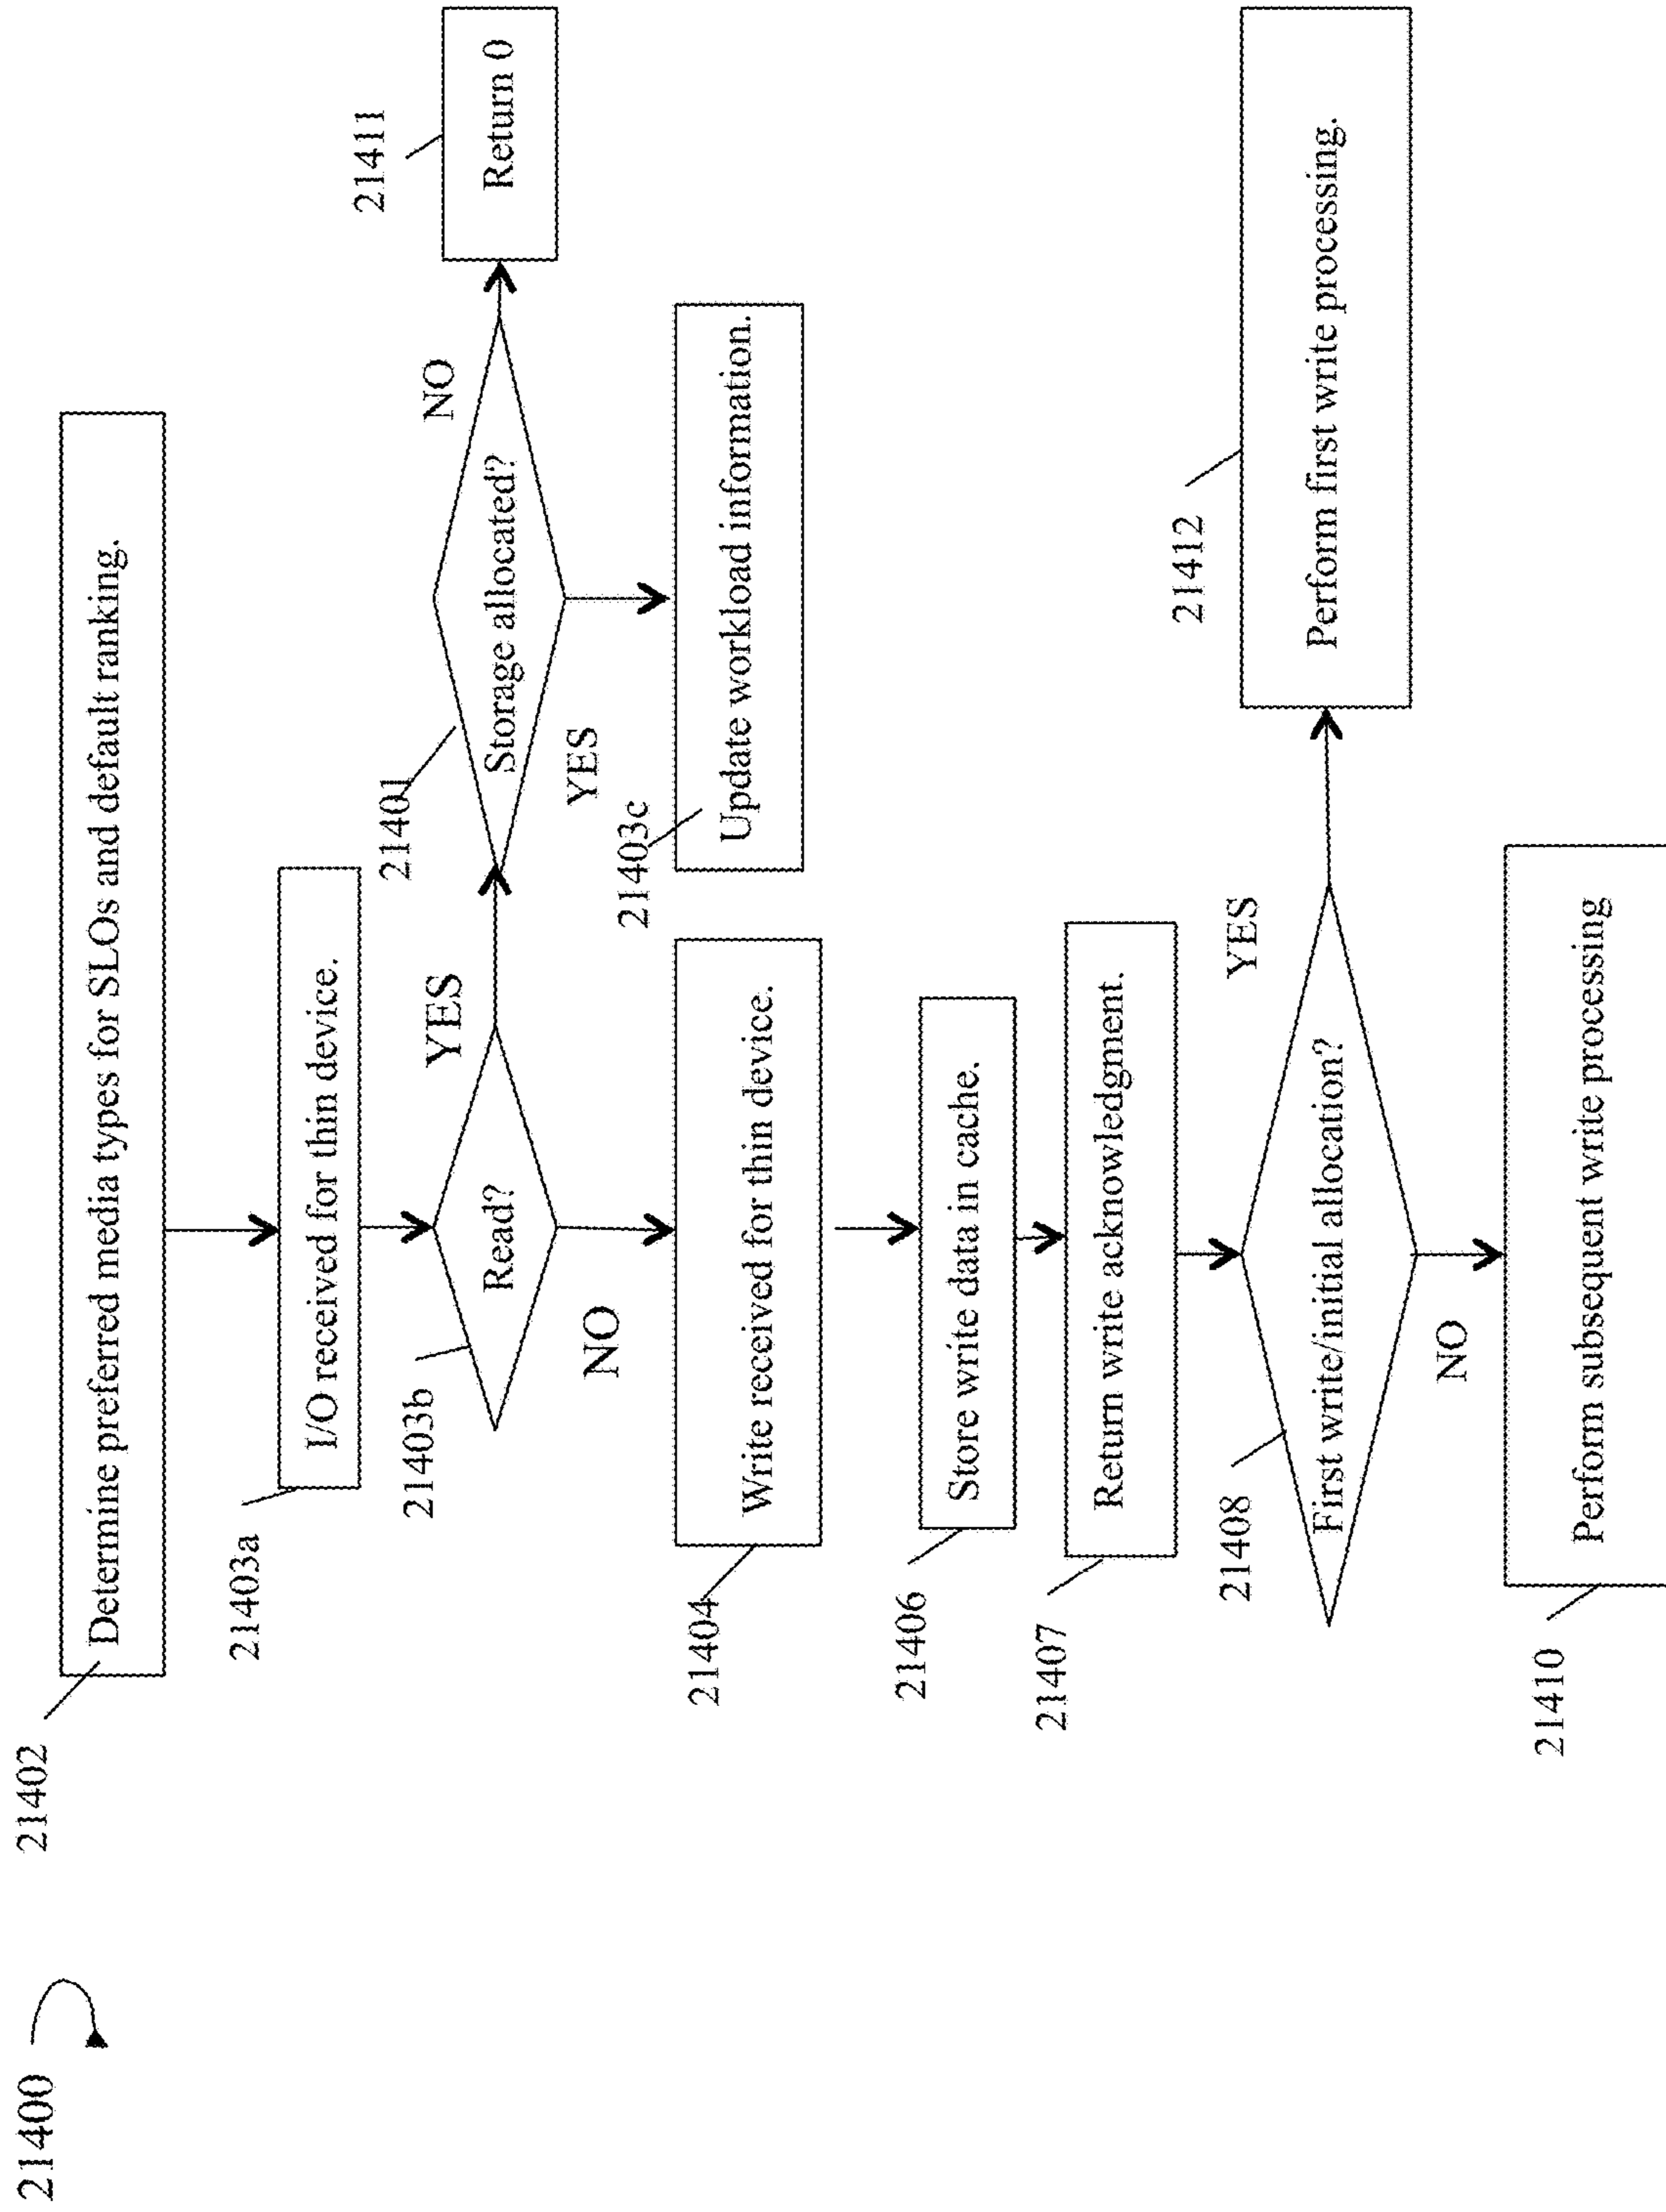 21400
21402
Determine preferred media types for SLOs and default ranking.
21403a
I/O received for thin device.
21403b
Read?
YES
NO
21401
Storage allocated?
NO
YES
21411
Return 0
21403c
Update workload information.
21404
Write received for thin device.
21406
Store write data in cache.
21407
Return write acknowledgment.
21408
First write/initial allocation?
YES
NO
21412
Perform first write processing.
21410
Perform subsequent write processing